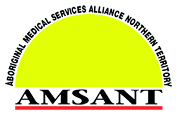 ABORIGINAL MEDICAL SERVICES ALLIANCE NORTHERN TERRITORY
AMSANT